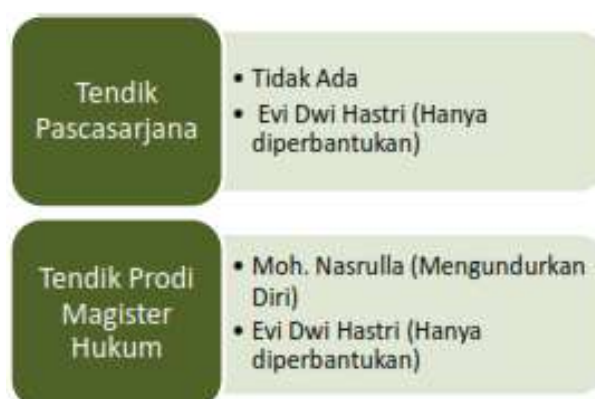 Tendik
Pascasarjana
• Tidak Ada
• Evi Dwi Hastri (Hanya
diperbantukan)
Tendik Prodi
Magister
Hukum
• Moh. Nasrulla (Mengundurkan
Diri)
• Evi Dwi Hastri (Hanya
diperbantukan)